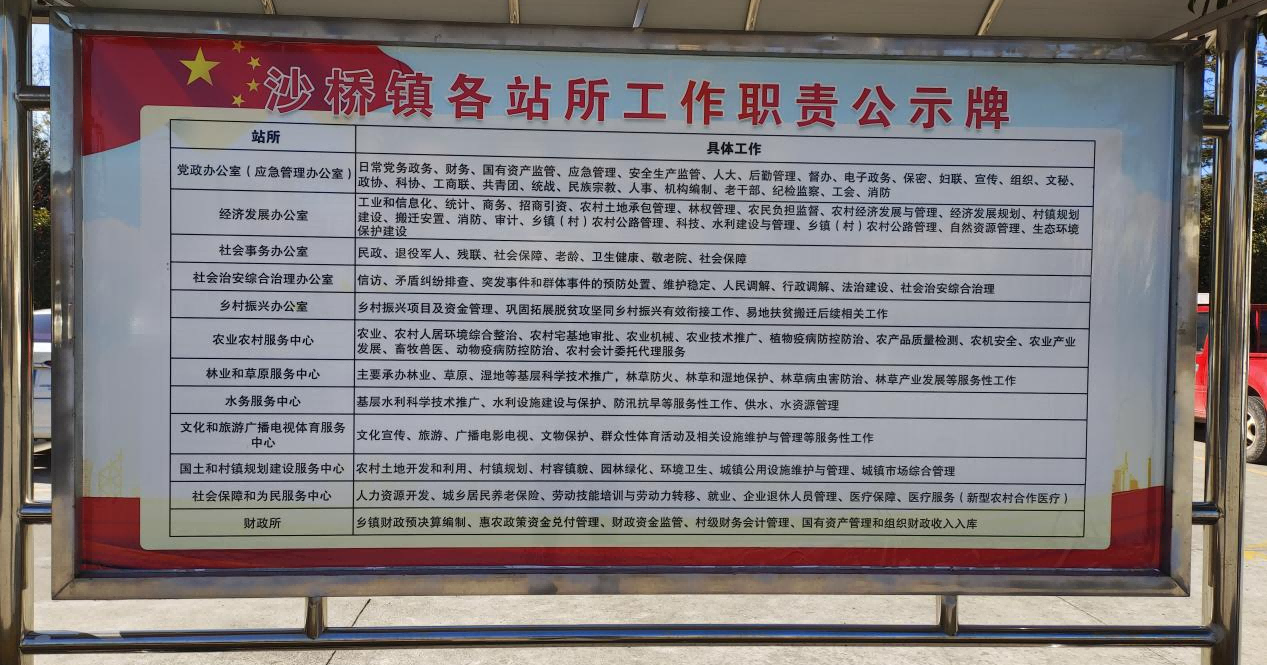 沙桥镇各站所工作职责公示牌
站所 具体工作
党政办公室（应急管理办公室） 日常党务政务、财务、国有资产监管、应急管理、安全生产监管、人大、后勤管理、督办、电子政务、保密、妇联、宣传、组织、文秘、
政协、科协、工商联、共青团、统战、民族宗教、人事、机构编制、老干部、纪检监察、工会、消防
经济发展办公室 工业和信息化、统计、商务、招商引资、农村土地承包管理、林权管理、农民负担监督、农村经济发展与管理、经济发展规划、村镇规划
建设、搬迁安置、消防、审计、乡镇（村）农村公路管理、科技、水利建设与管理、乡镇（村）农村公路管理、自然资源管理、生态环境
保护建设
社会事务办公室 民政、退役军人、残联、社会保障、老龄、卫生健康、敬老院、社会保障
社会治安综合治理办公室 信访、矛盾纠纷排查、突发事件和群体事件的预防处置、维护稳定、人民调解、行政调解、法治建设、社会治安综合治理
乡村振兴办公室 乡村振兴项目及资金管理、巩固拓展脱贫攻坚同乡村振兴有效衔接工作、易地扶贫搬迁后续相关工作
农业农村服务中心 农业、农村人居环境综合整治、农村宅基地审批、农业机械、农业技术推广、植物疫病防控防治、农产品质量检测、农机安全、农业产业
发展、畜牧兽医、动物疫病防控防治、农村会计委托代理服务
林业和草原服务中心 主要承办林业、草原、湿地等基层科学技术推广，林草防火、林草和湿地保护、林草病虫害防治、林草产业发展等服务性工作
水务服务中心 基层水利科学技术推广、水利设施建设与保护、防汛抗旱等服务性工作、供水、水资源管理
文化和旅游广播电视体育服务
中心 文化宣传、旅游、广播电影电视、文物保护、群众性体育活动及相关设施维护与管理等服务性工作
国土和村镇规划建设服务中心 农村土地开发和利用、村镇规划、村容镇貌、园林绿化、环境卫生、城镇公用设施维护与管理、城镇市场综合管理
社会保障和为民服务中心 人力资源开发、城乡居民养老保险、劳动技能培训与劳动力转移、就业、企业退休人员管理、医疗保障、医疗服务（新型农村合作医疗）
财政所 乡镇财政预决算编制、惠农政策资金兑付管理、财政资金监管、村级财务会计管理、国有资产管理和组织财政收入入库